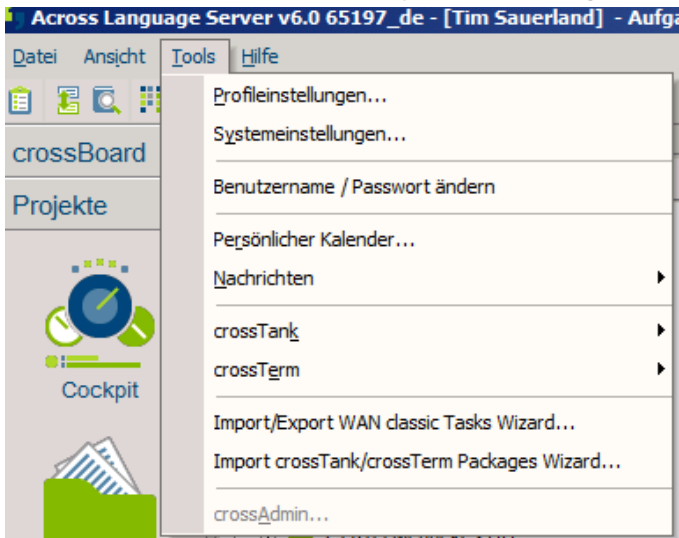 Across Language Server v6.0 65197_de - [Tim Sauerland] - Aufga
Datei Ansicht Tools Hilfe
Profileinstellungen...
Systemeinstellungen...
crossBoard
Benutzername / Passwort ändern
Projekte
Persönlicher Kalender...
Nachrichten
crossTank
crossTerm
Cockpit
Import/Export WAN classic Tasks Wizard...
Import crossTank/crossTerm Packages Wizard...
crossAdmin...